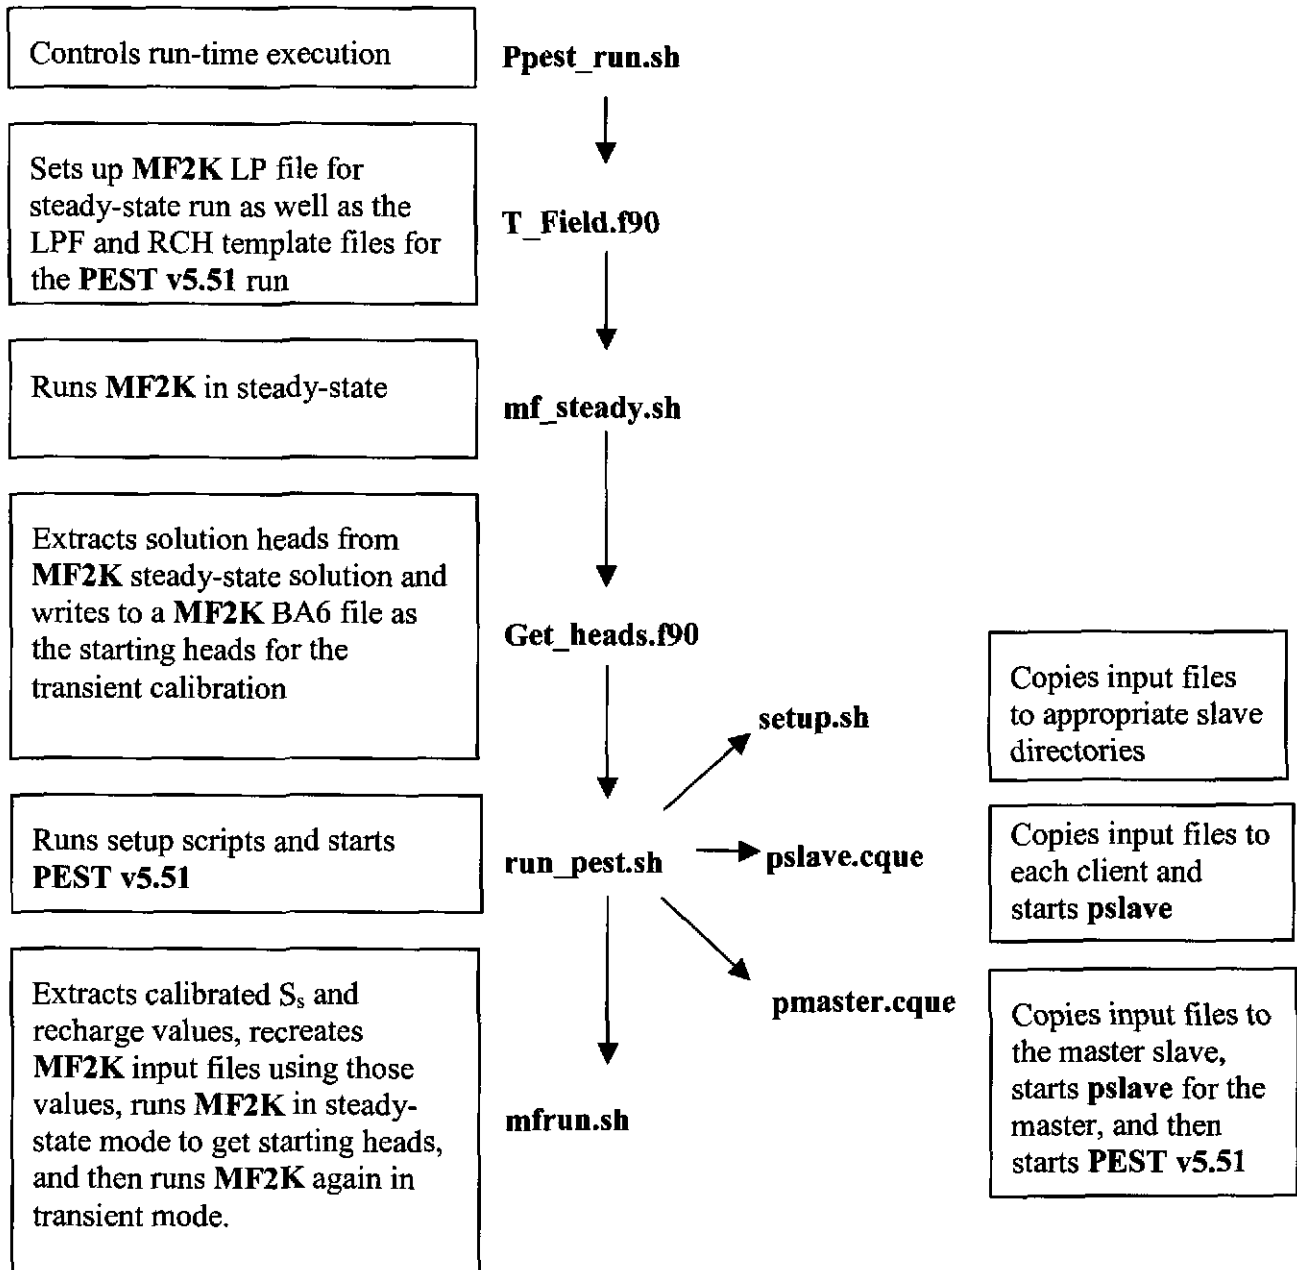 Controls run-time execution
Ppest_run.sh
Sets up MF2K LP file for
steady-state run as well as the
LPF and RCH template files for
the PEST v5.51 run
T_Field.f90
Runs MF2K in steady-state
mf_steady.sh
Extracts solution heads from
MF2K steady-state solution and
writes to a MF2K BA6 file as
the starting heads for the
transient calibration
Get_heads.f90
setup.sh
Copies input files
to appropriate slave
directories
Runs setup scripts and starts
PEST v5.51
run_pest.sh
pslave.cque
Copies input files to
each client and
starts pslave
Extracts calibrated Sₛ and
recharge values, recreates
MF2K input files using those
values, runs MF2K in steady-
state mode to get starting heads,
and then runs MF2K again in
transient mode.
mfrun.sh
pmaster.cque
Copies input files to
the master slave,
starts pslave for the
master, and then
starts PEST v5.51